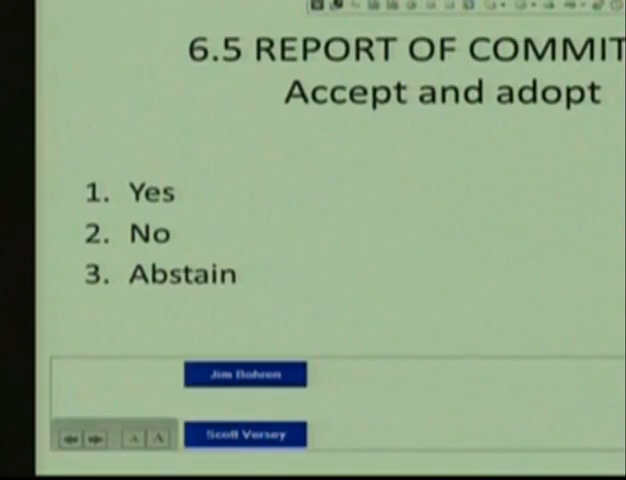 6.5 REPORT OF COMMIT
Accept and adopt
1. Yes
2. No
3. Abstain
Jim Bohren
Scott Versey
A A